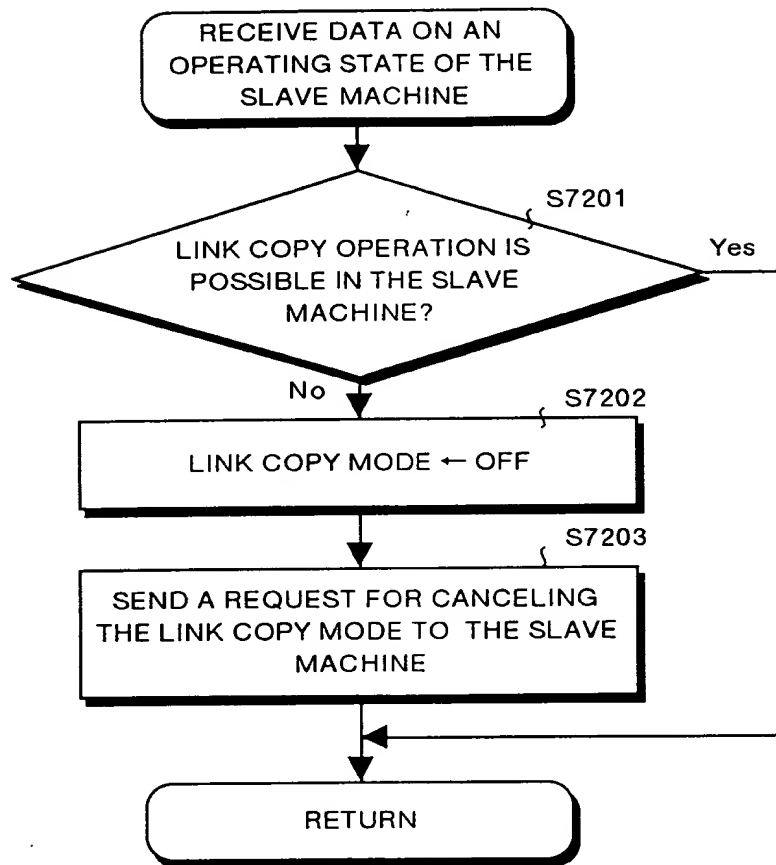 RECEIVE DATA ON AN
OPERATING STATE OF THE
SLAVE MACHINE
S7201
LINK COPY OPERATION IS
POSSIBLE IN THE SLAVE
MACHINE?
Yes
No
S7202
LINK COPY MODE ← OFF
S7203
SEND A REQUEST FOR CANCELING
THE LINK COPY MODE TO THE SLAVE
MACHINE
RETURN